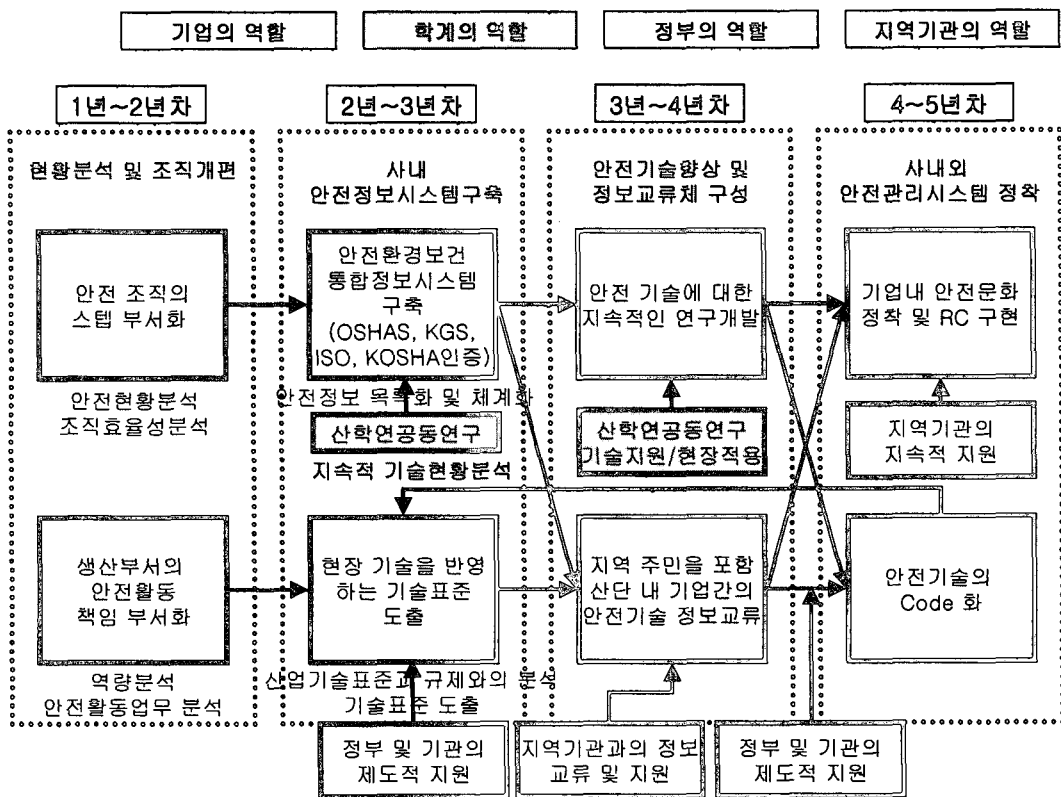 기업의 역할
학계의 역할
정부의 역할
지역기관의 역할
1년~2년차
2년~3년차
3년~4년차
4~5년차
현황분석 및 조직개편
사내
안전정보시스템구축
안전기술향상 및
정보교류체 구성
사내외
안전관리시스템 정착
안전 조직의
스텝 부서화
안전환경보건
통합정보시스템
구축
(OSHAS, KGS,
ISO, KOSHA인증)
안전 기술에 대한
지속적인 연구개발
기업내 안전문화
정착 및 RC 구현
안전현황분석
조직효율성분석
안전정보 목록화 및 체계화
산학연공동연구
지속적 기술현황분석
산학연공동연구
기술지원/현장적용
지역기관의
지속적 지원
생산부서의
안전활동
책임 부서화
현장 기술을 반영
하는 기술표준
도출
지역 주민을 포함
산단 내 기업간의
안전기술 정보교류
안전기술의
Code 화
역량분석
안전활동업무 분석
산업기술표준과 규제와의 분석
기술표준 도출
정부 및 기관의
제도적 지원
지역기관과의 정보
교류 및 지원
정부 및 기관의
제도적 지원